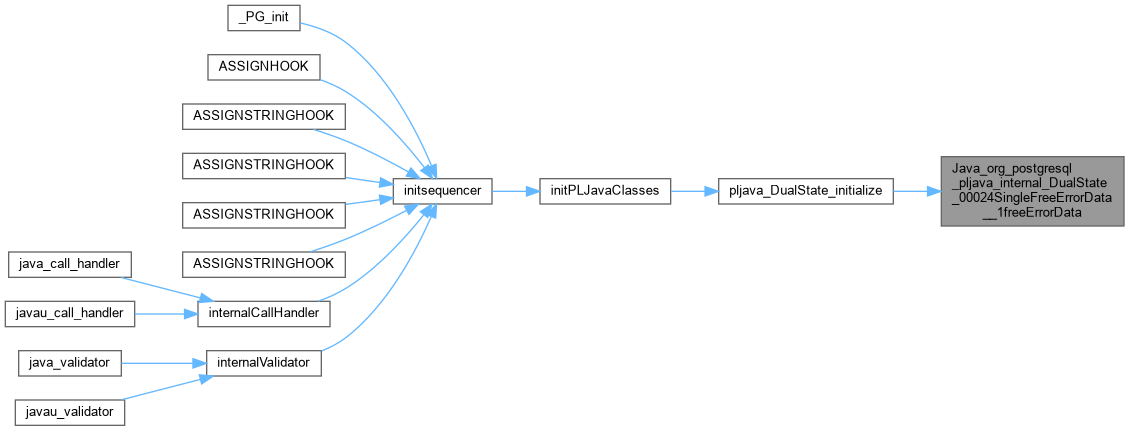 _PG_init
ASSIGNHOOK
ASSIGNSTRINGHOOK
ASSIGNSTRINGHOOK
ASSIGNSTRINGHOOK
ASSIGNSTRINGHOOK
java_call_handler
javau_call_handler
internalCallHandler
java_validator
javau_validator
internalValidator
initsequencer
initPLJavaClasses
pljava_DualState_initialize
Java_org_postgresql
_pljava_internal_DualState
_00024SingleFreeErrorData
__1freeErrorData